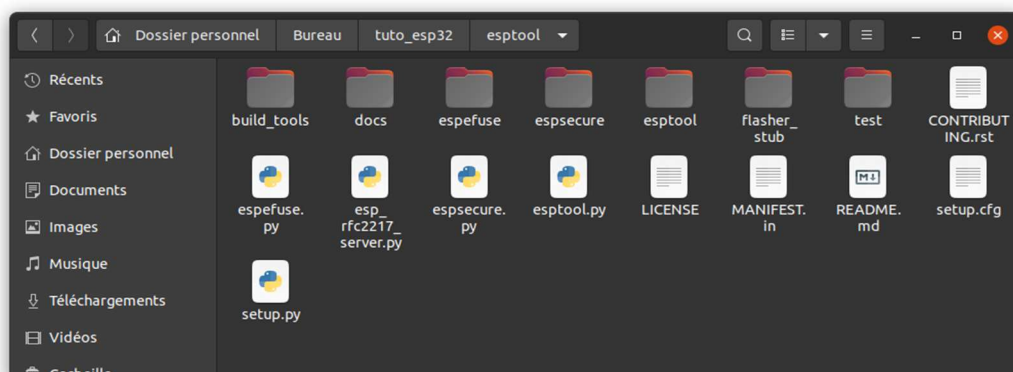 Dossier personnel Bureau tuto_esp32 esptool
Récents
Favoris
Dossier personnel
Documents
Images
Musique
Téléchargements
Vidéos
Corbeille
build_tools docs espefuse espsecure esptool flasher_ test CONTRIBUT
stub ING.rst
espefuse. esp_ espsecure. esptool.py LICENSE MANIFEST. README. setup.cfg
py rfc2217_ py in md
server.py
setup.py